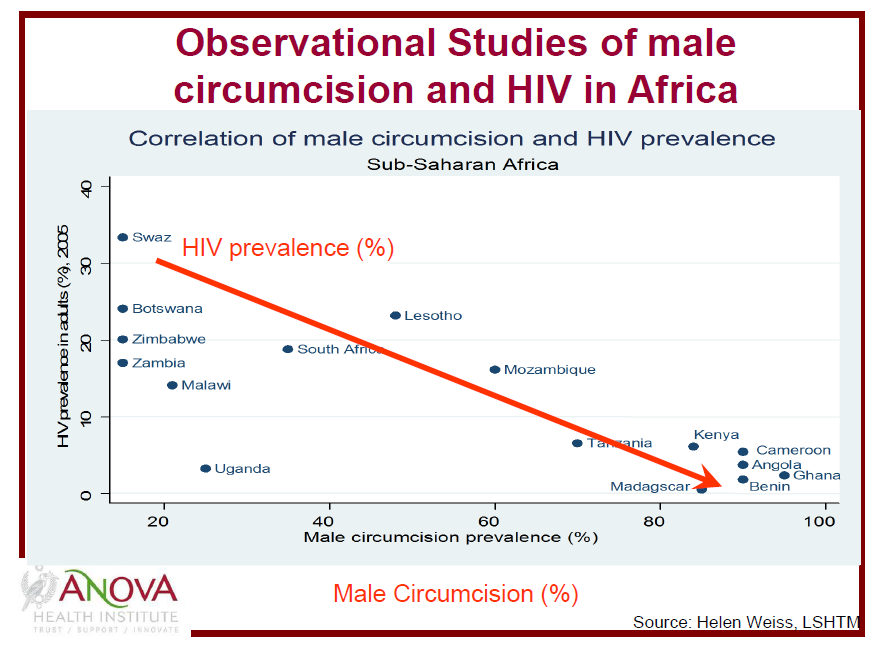 Observational Studies of male
circumcision and HIV in Africa
Correlation of male circumcision and HIV prevalence
Sub-Saharan Africa
HIV prevalence in adults (%), 2005
40
30
20
10
0
Swaz
HIV prevalence (%)
Botswana
Lesotho
Zimbabwe
South Africa
Zambia
Mozambique
Malawi
Kenya
Tanzania
Cameroon
Uganda
Angola
Ghana
Madagscar
Benin
20
40
60
80
100
Male circumcision prevalence (%)
Male Circumcision (%)
ANOVA
HEALTH INSTITUTE
TRUST / SUPPORT / INNOVATE
Source: Helen Weiss, LSHTM